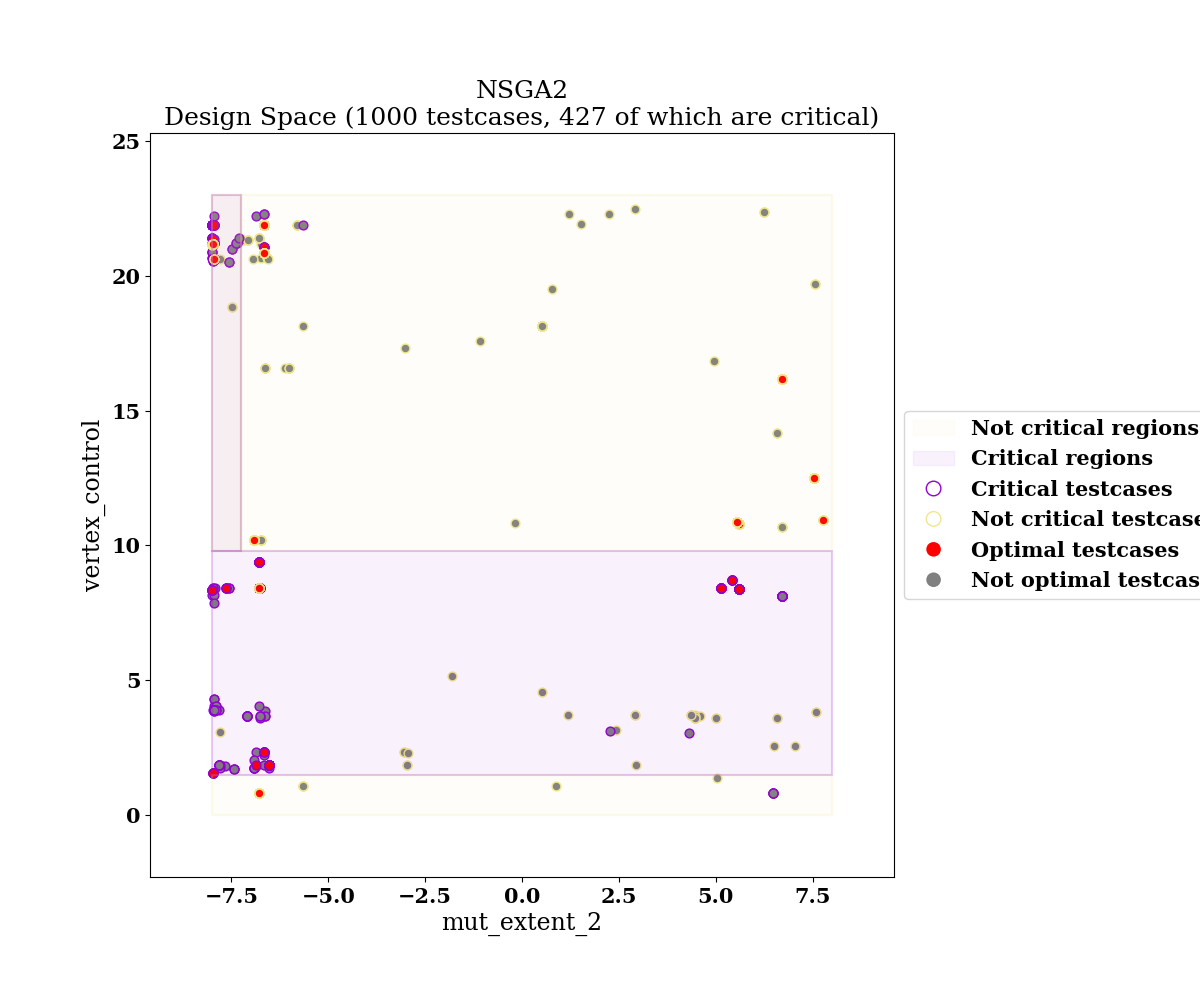 NSGA2
Design Space (1000 testcases, 427 of which are critical)
25
20
15
10
5
0
vertex_control
−7.5
−5.0
−2.5
0.0
2.5
5.0
7.5
mut_extent_2
Not critical regions
Critical regions
Critical testcases
Not critical testcase
Optimal testcases
Not optimal testcas